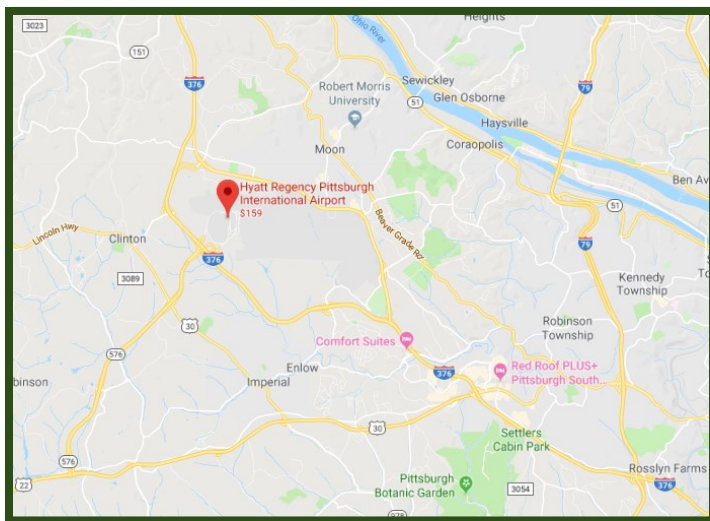 Heights
3023
Ohio River
151
376
Sewickley
79
Robert Morris
University
51
Glen Osborne
Haysville
Moon
Coraopolis
Ben Av
Hyatt Regency Pittsburgh
International Airport
$159
51
Lincoln Hwy
Clinton
Beaver Grade Rd
79
376
3089
Kennedy
Township
30
Robinson
Township
Comfort Suites
576
Enlow
376
Red Roof PLUS+
Pittsburgh South...
binson
Imperial
30
Settlers
Cabin Park
576
Rosslyn Farms
22
Pittsburgh
Botanic Garden
3054
376
978